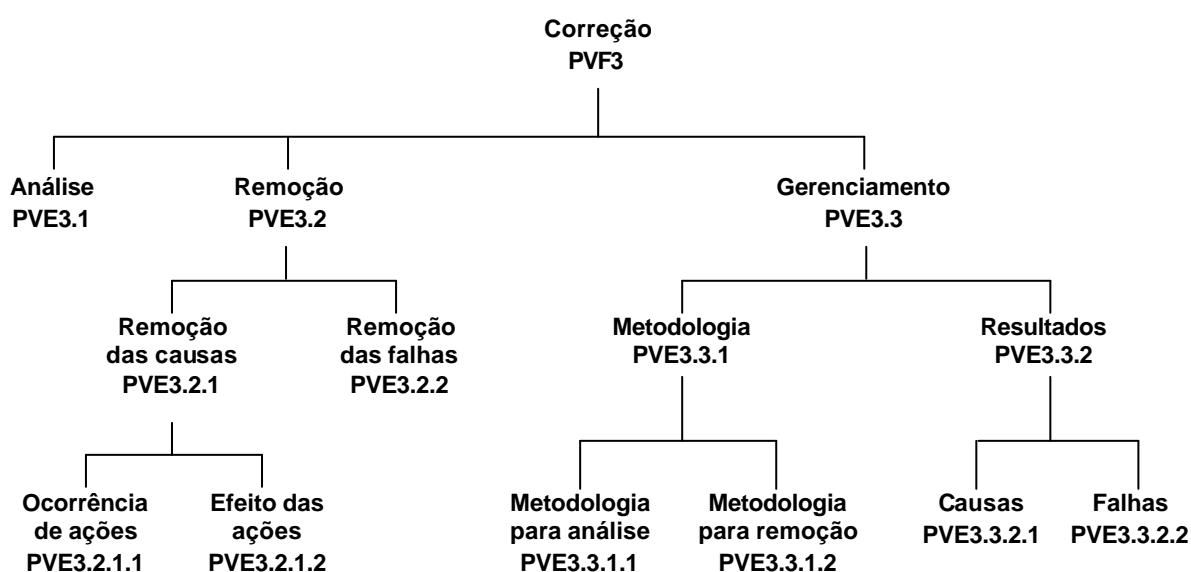 Correção
PVF3
Análise
PVE3.1
Remoção
PVE3.2
Gerenciamento
PVE3.3
Remoção
das causas
PVE3.2.1
Remoção
das falhas
PVE3.2.2
Metodologia
PVE3.3.1
Resultados
PVE3.3.2
Ocorrência
de ações
PVE3.2.1.1
Efeito das
ações
PVE3.2.1.2
Metodologia
para análise
PVE3.3.1.1
Metodologia
para remoção
PVE3.3.1.2
Causas
PVE3.3.2.1
Falhas
PVE3.3.2.2